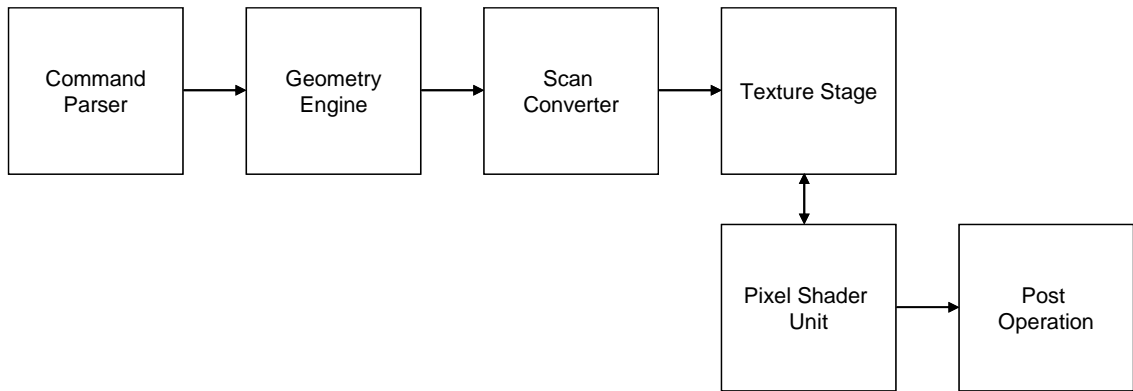 Command
Parser
Geometry
Engine
Scan
Converter
Texture Stage
Pixel Shader
Unit
Post
Operation